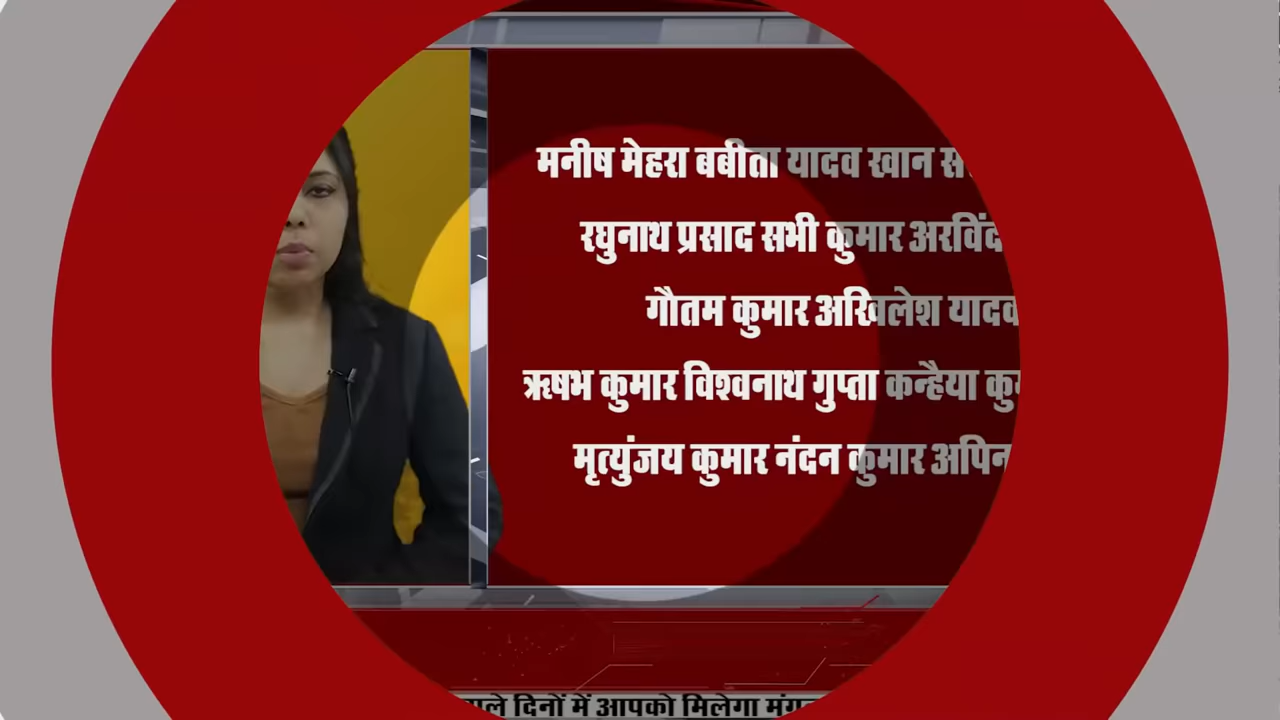 मनीष मेहरा बबीता यादव खान
रघुनाथ प्रसाद सभी कुमार
गौतम कुमार अखिलेश यादव
ऋषभ कुमार विश्वनाथ गुप्ता कन्हैया
मृत्युंजय कुमार नंदन कुमार
दिनों में आपको मिलेगा